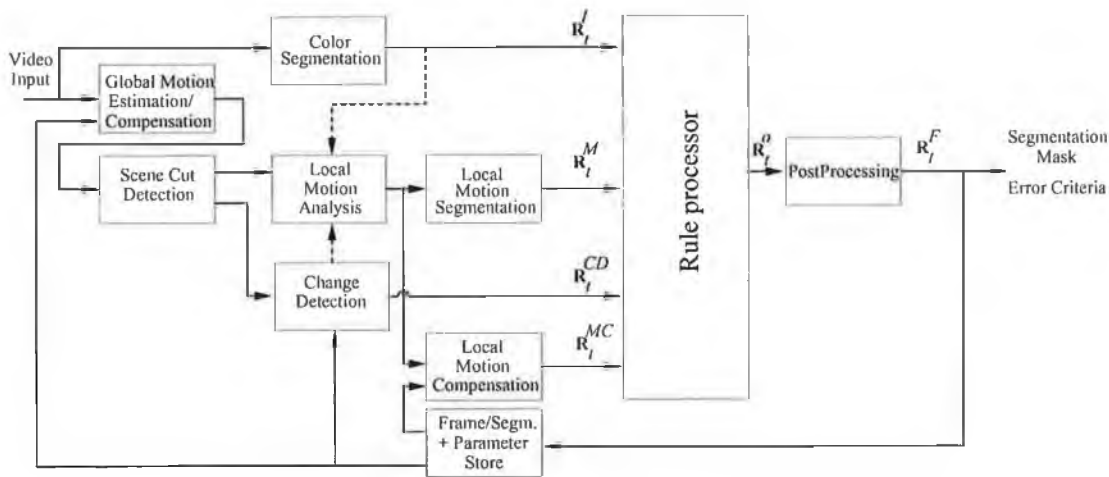 Video
Input
Color
Segmentation
Global Motion
Estimation/
Compensation
Scene Cut
Detection
Local
Motion
Analysis
Local
Motion
Segmentation
Change
Detection
Local
Motion
Compensation
Frame/Segm.
+ Parameter
Store
R_t^I
R_t^M
R_t^CD
R_t^MC
Rule processor
R_t^o
PostProcessing
R_t^F
Segmentation
Mask
Error Criteria